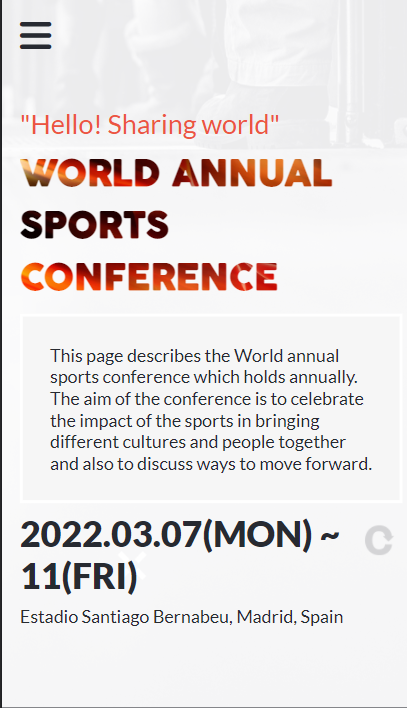 "Hello! Sharing world"
WORLD ANNUAL
SPORTS
CONFERENCE
This page describes the World annual
sports conference which holds annually.
The aim of the conference is to celebrate
the impact of the sports in bringing
different cultures and people together
and also to discuss ways to move forward.
2022.03.07(MON) ~
11(FRI)
Estadio Santiago Bernabeu, Madrid, Spain